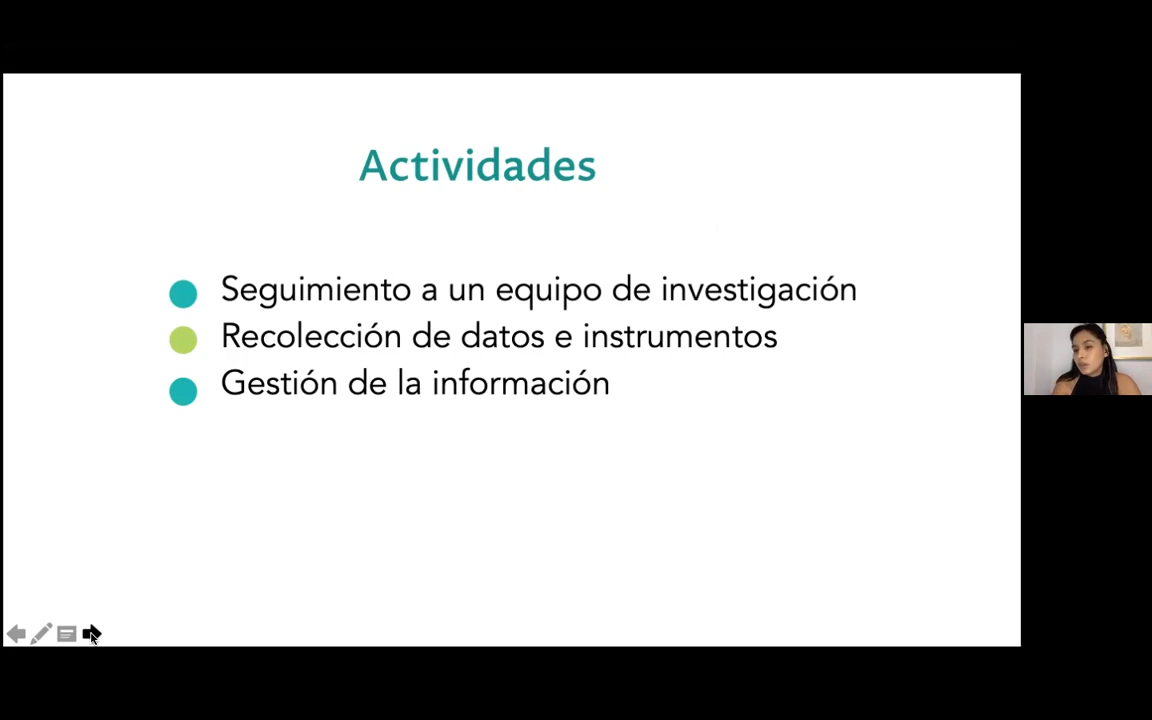 Actividades
Seguimiento a un equipo de investigación
Recolección de datos e instrumentos
Gestión de la información